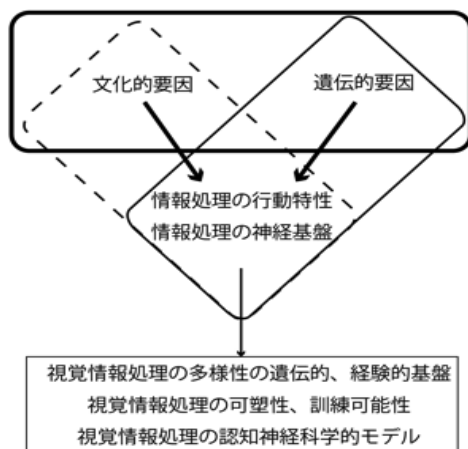 文化的要因
遺伝的要因
情報処理の行動特性
情報処理の神経基盤
視覚情報処理の多様性の遺伝的、経験的基盤
視覚情報処理の可塑性、訓練可能性
視覚情報処理の認知神経科学的モデル